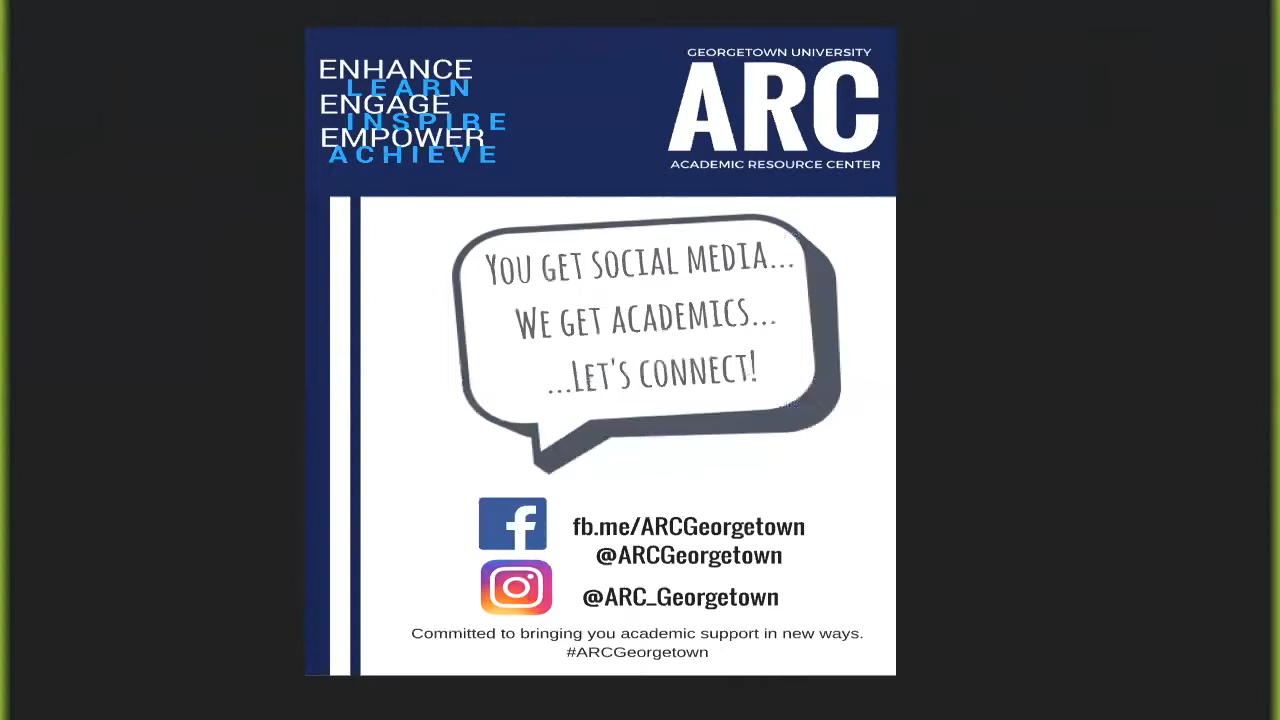 ENHANCE
LEARN
ENGAGE
INSPIRE
EMPOWER
ACHIEVE
GEORGETOWN UNIVERSITY
ARC
ACADEMIC RESOURCE CENTER
YOU GET SOCIAL MEDIA...
WE GET ACADEMICS...
...LET'S CONNECT!
fb.me/ARCGeorgetown
@ARCGeorgetown
@ARC_Georgetown
Committed to bringing you academic support in new ways.
#ARCGeorgetown